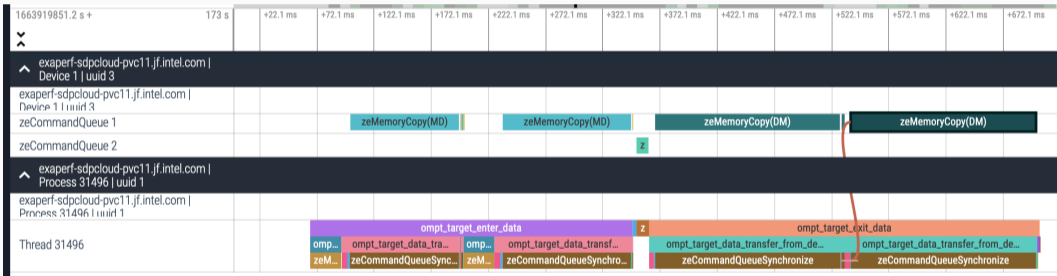 1663919851.2 s + 173 s +22.1 ms +72.1 ms +122.1 ms +172.1 ms +222.1 ms +272.1 ms +322.1 ms +372.1 ms +422.1 ms +472.1 ms +522.1 ms +572.1 ms +622.1 ms +672.1 ms
exaperf-sdpcloud-pvc11.jf.intel.com |
Device 1 | uuid 3
exaperf-sdpcloud-pvc11.jf.intel.com |
Device 1 | uuid 3
zeCommandQueue 1 zeMemoryCopy(MD) zeMemoryCopy(MD) zeMemoryCopy(DM) zeMemoryCopy(DM)
zeCommandQueue 2 z
exaperf-sdpcloud-pvc11.jf.intel.com |
Process 31496 | uuid 1
exaperf-sdpcloud-pvc11.jf.intel.com |
Process 31496 | uuid 1
ompt_target_enter_data z ompt_target_exit_data
Thread 31496 omp... ompt_target_data_tra... omp... ompt_target_data_transf... ompt_target_data_transfer_from_de... ompt_target_data_transfer_from_de...
zeM... zeCommandQueueSync... zeM... zeCommandQueueSynchro... zeCommandQueueSynchronize zeCommandQueueSynchronize